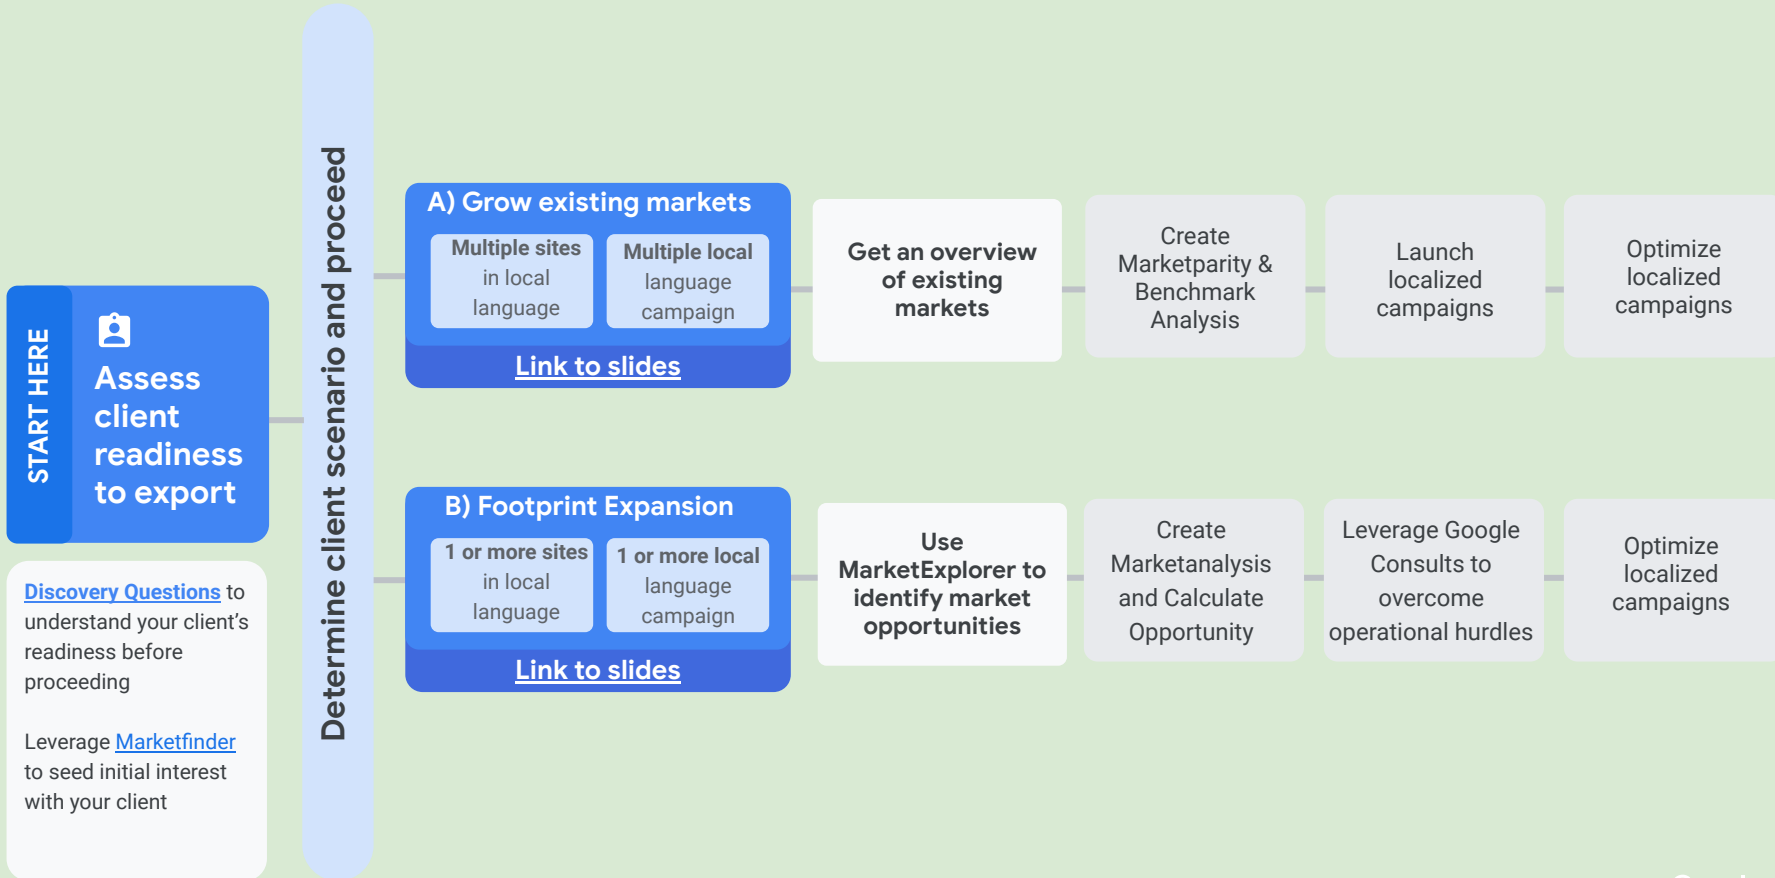 START HERE
Assess
client
readiness
to export
Discovery Questions to
understand your client's
readiness before
proceeding
Leverage Marketfinder
to seed initial interest
with your client
Determine client scenario and proceed
A) Grow existing markets
Multiple sites
in local
language
Multiple local
language
campaign
Link to slides
Get an overview
of existing
markets
Create
Marketparity &
Benchmark
Analysis
Launch
localized
campaigns
Optimize
localized
campaigns
B) Footprint Expansion
1 or more sites
in local
language
1 or more local
language
campaign
Link to slides
Use
MarketExplorer to
identify market
opportunities
Create
Marketanalysis
and Calculate
Opportunity
Leverage Google
Consults to
overcome
operational hurdles
Optimize
localized
campaigns